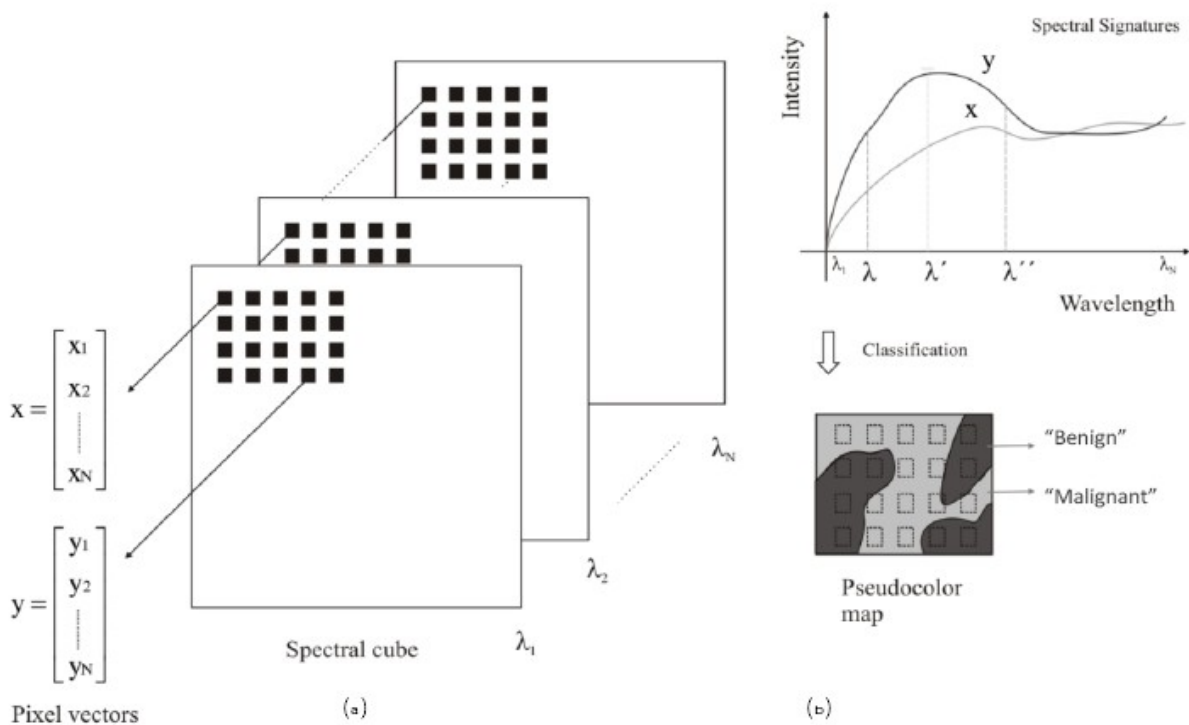 x =
x1
x2
xN
y =
y1
y2
yN
Pixel vectors
Spectral cube
λ1
λ2
λN
(a)
Spectral Signatures
Intensity
y
x
λ1
λ
λ´
λ´´
λN
Wavelength
Classification
“Benign”
“Malignant”
Pseudocolor
map
(b)